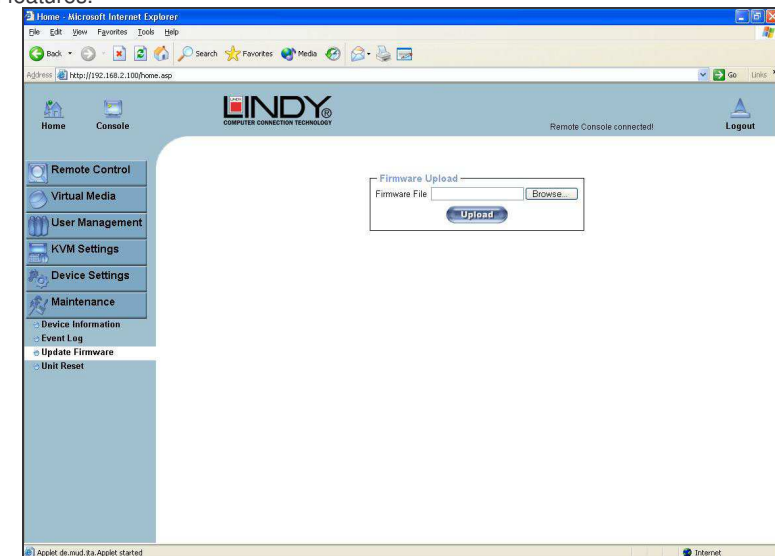 features.
Home - Microsoft Internet Explorer
File Edit View Favorites Tools Help
Back Search Favorites Media
Address http://192.168.2.100/home.asp Go Links
Home Console
LINDY®
COMPUTER CONNECTION TECHNOLOGY
Remote Console connected!
Logout
Remote Control
Virtual Media
User Management
KVM Settings
Device Settings
Maintenance
Device Information
Event Log
Update Firmware
Unit Reset
Firmware Upload
Firmware File Browse...
Upload
Applet de.mud.jta.Applet started Internet